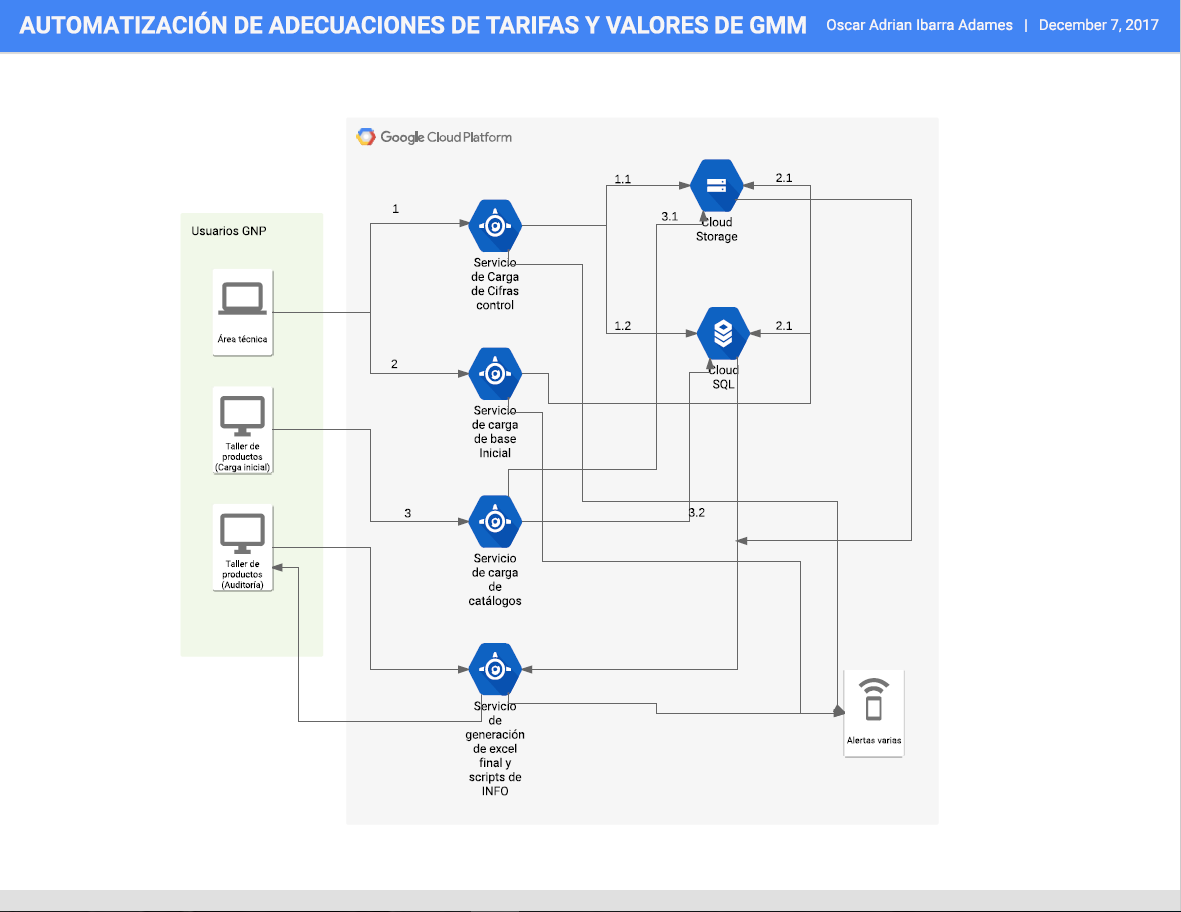 AUTOMATIZACIÓN DE ADECUACIONES DE TARIFAS Y VALORES DE GMM
Oscar Adrian Ibarra Adames | December 7, 2017
Google Cloud Platform
Usuarios GNP
Área técnica
Taller de
productos
(Carga inicial)
Taller de
productos
(Auditoría)
1
2
3
Servicio
de Carga
de Cifras
control
Servicio
de carga
de base
Inicial
Servicio
de carga
de
catálogos
Servicio
de
generación
de excel
final y
scripts de
INFO
1.1
2.1
3.1
Cloud
Storage
1.2
2.1
Cloud
SQL
3.2
Alertas varias